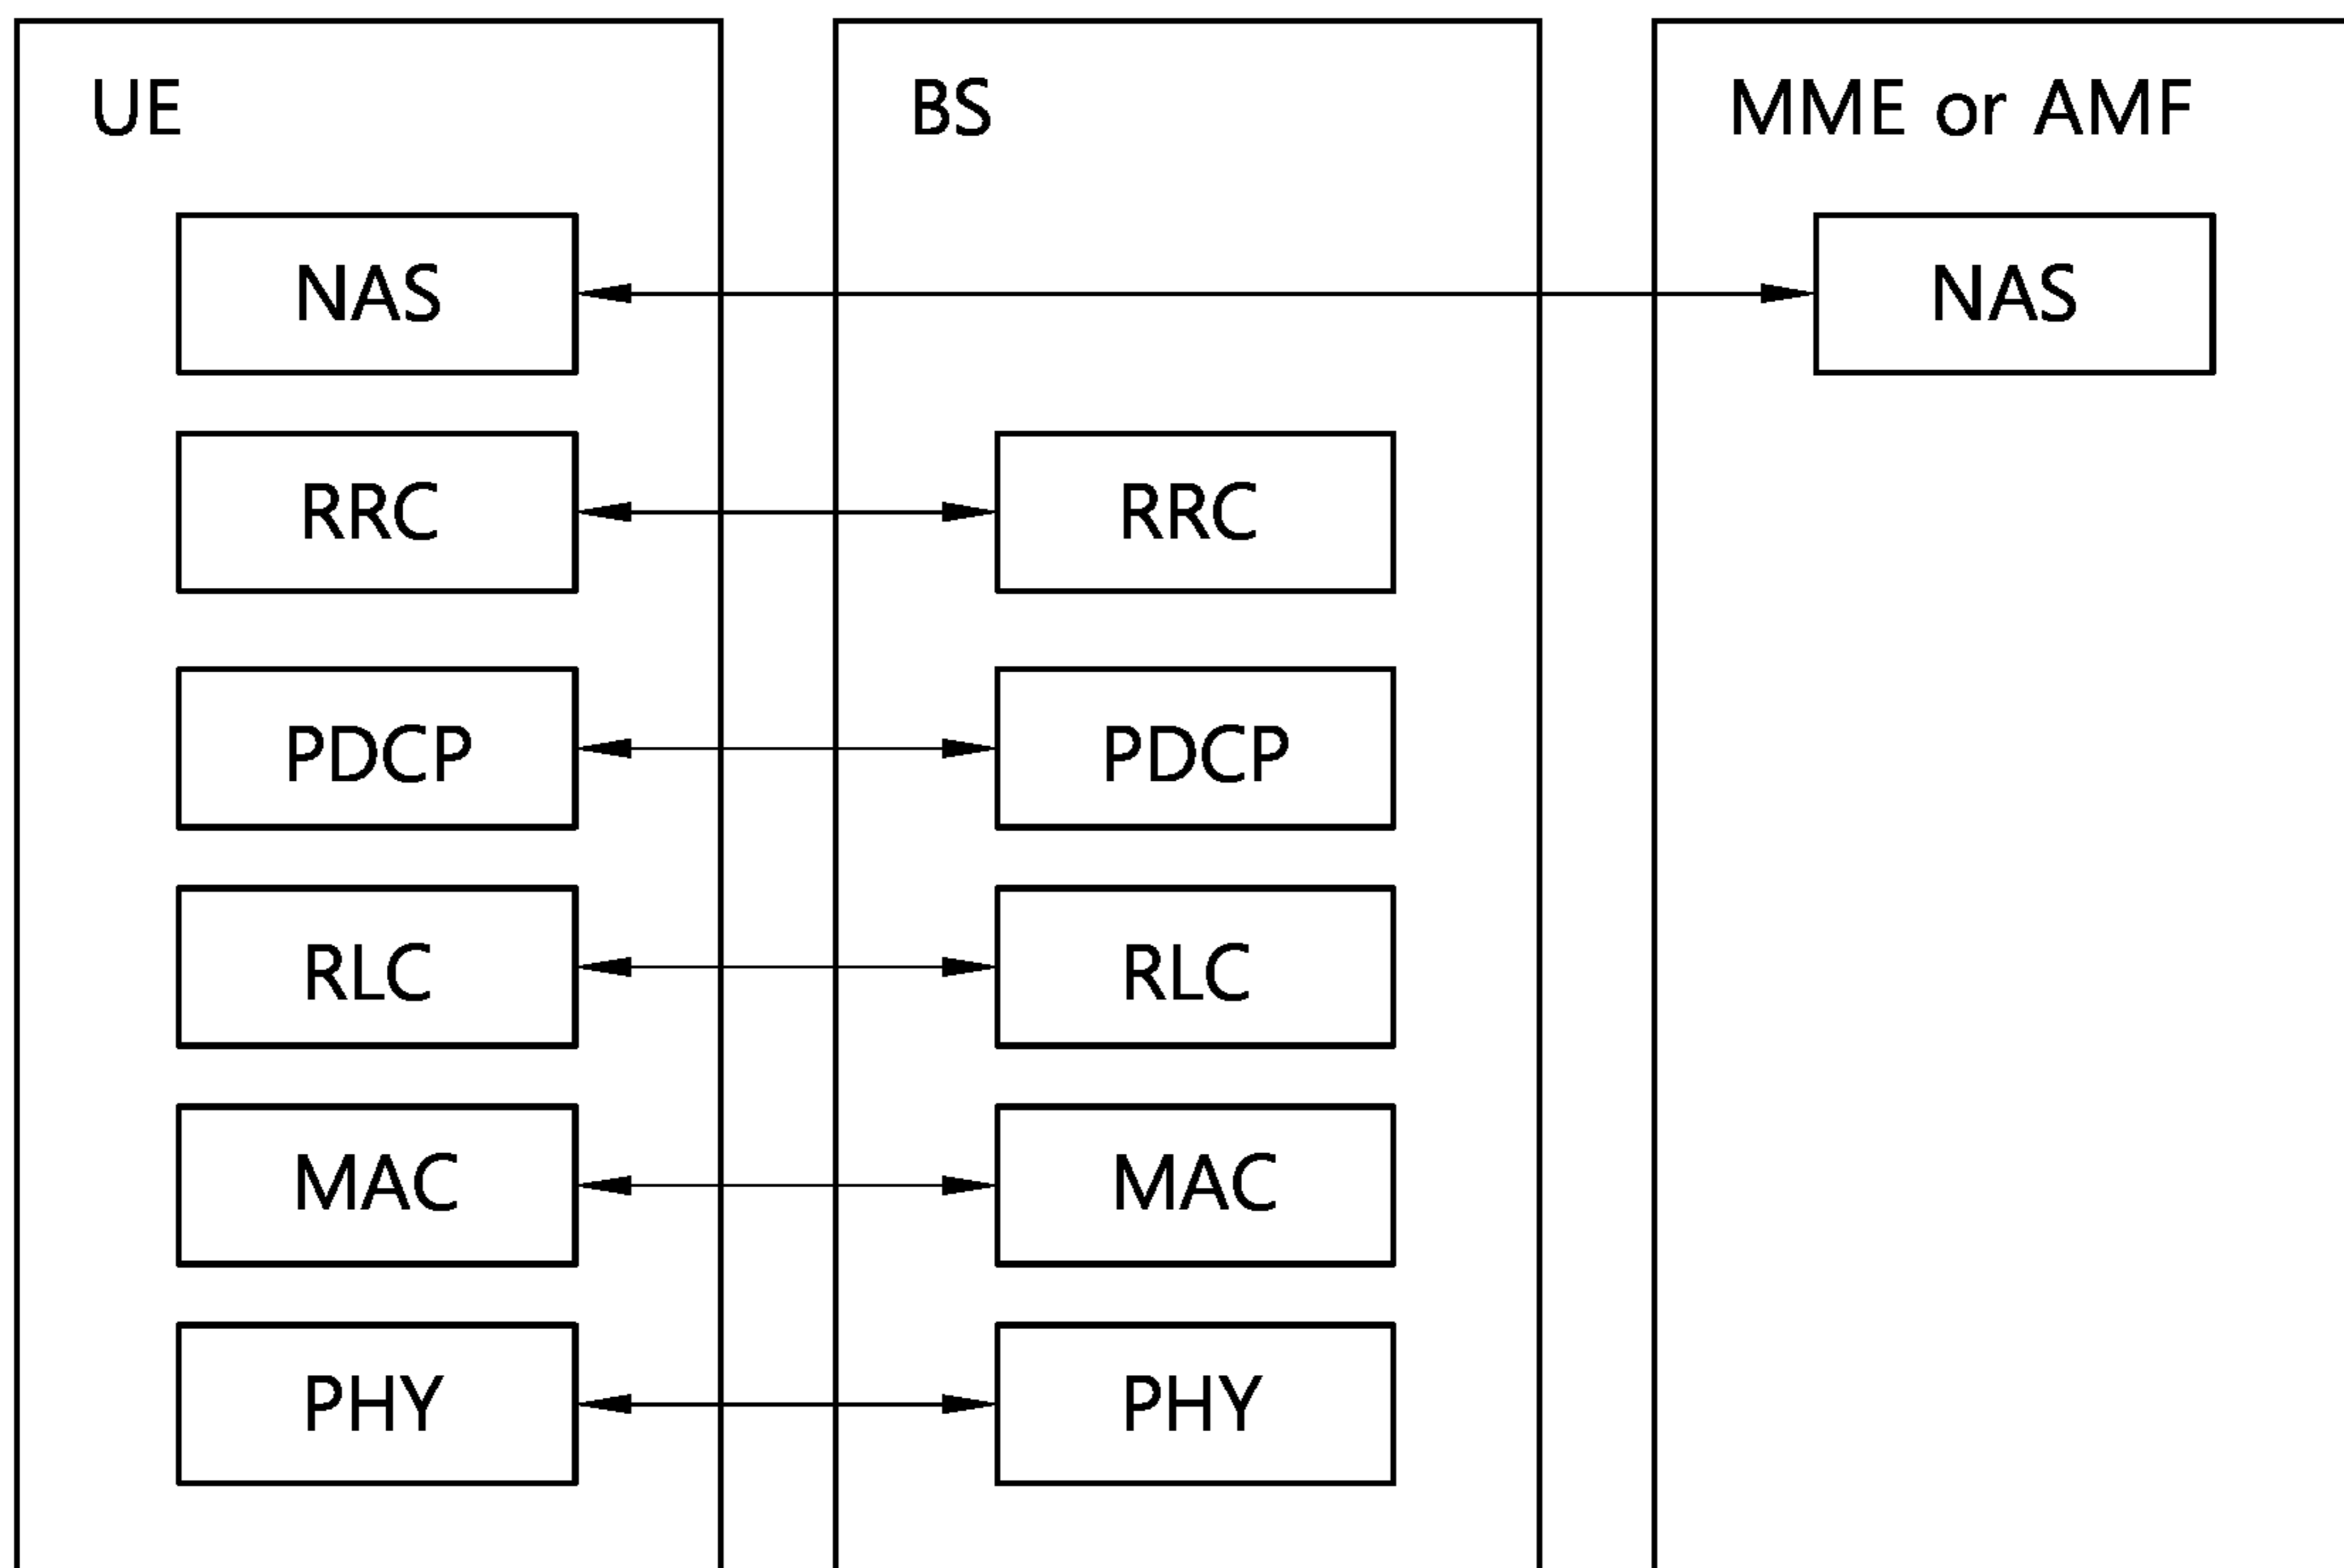 UE
BS
MME or AMF
NAS
NAS
RRC
RRC
PDCP
PDCP
RLC
RLC
MAC
MAC
PHY
PHY